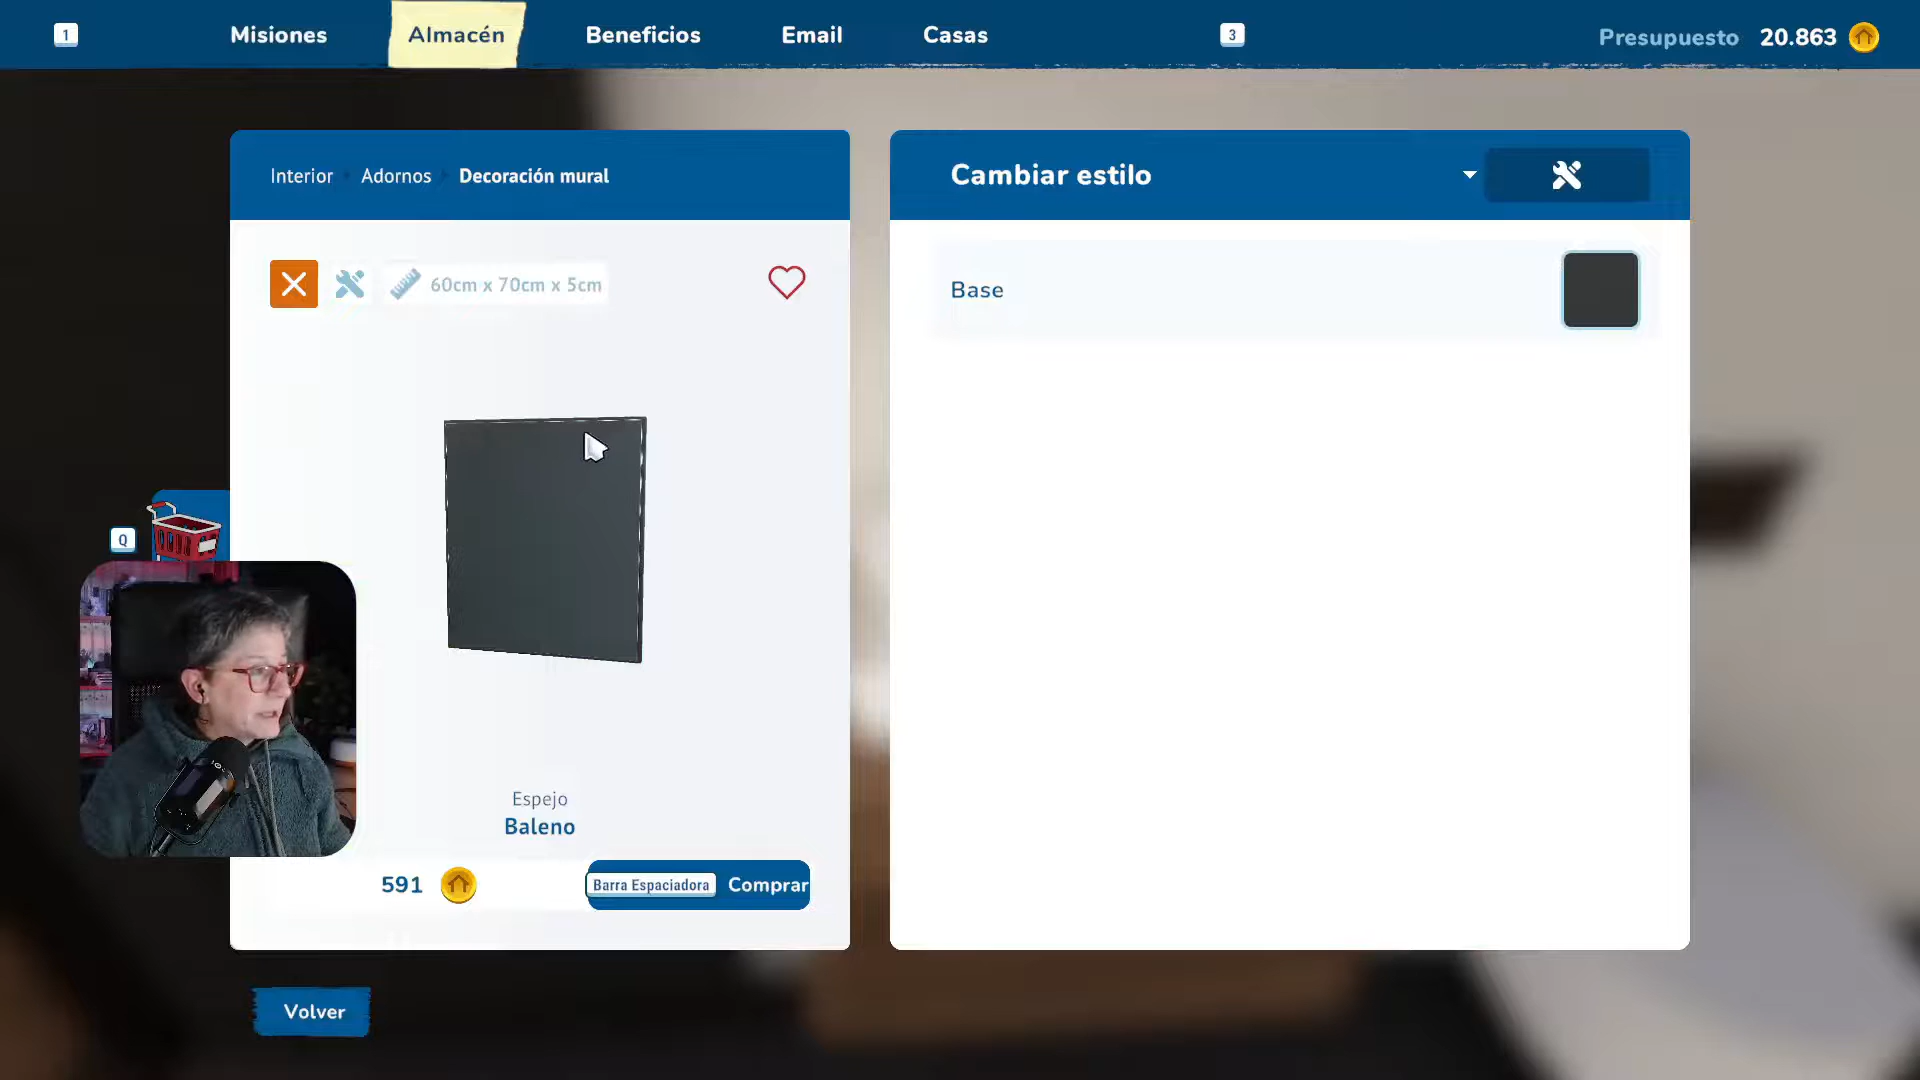 1
Misiones
Almacén
Beneficios
Email
Casas
3
Presupuesto 20.863
Interior Adornos Decoración mural
60cm x 70cm x 5cm
Cambiar estilo
Base
Q
Espejo
Baleno
591
Barra Espaciadora Comprar
Volver